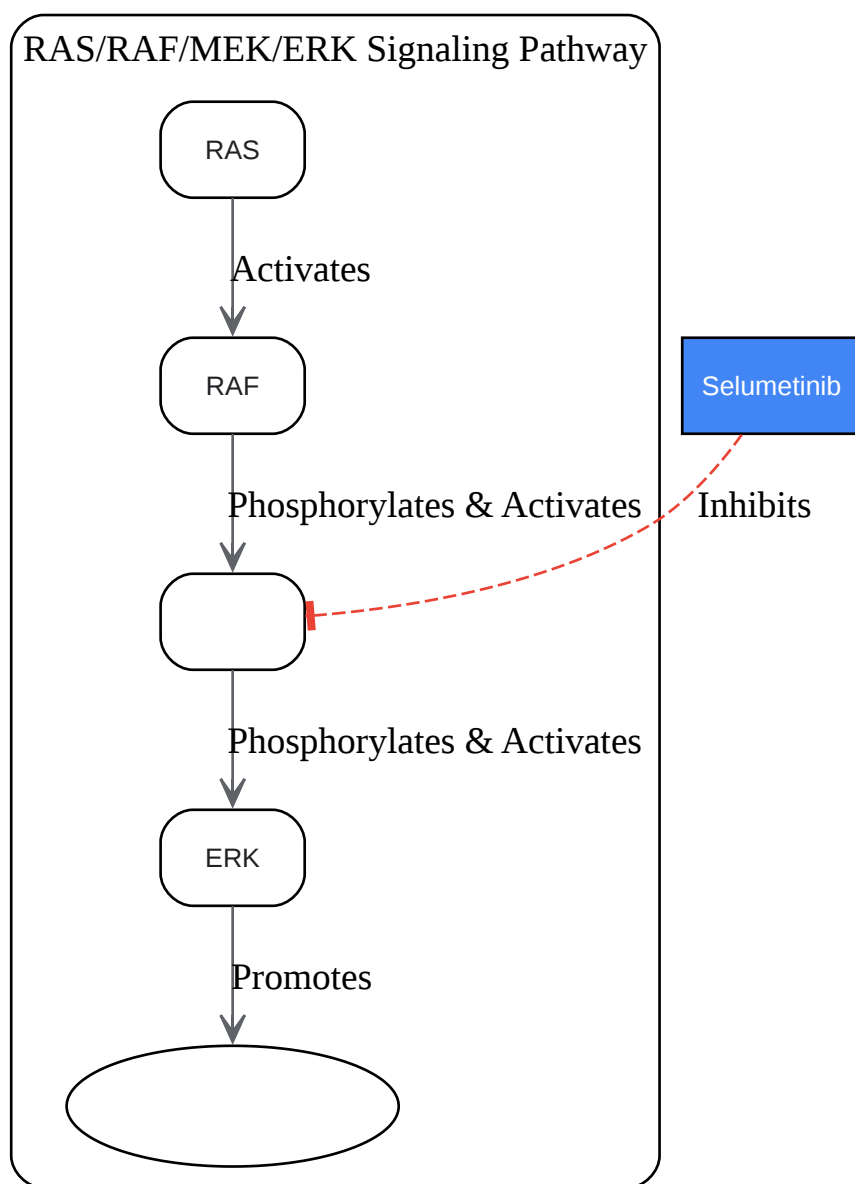 RAS/RAF/MEK/ERK Signaling Pathway
RAS
Activates
RAF
Selumetinib
Phosphorylates & Activates
Inhibits
Phosphorylates & Activates
ERK
Promotes